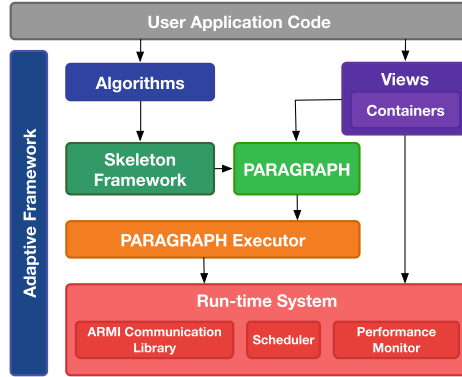 User Application Code
Adaptive Framework
Algorithms
Views
Containers
Skeleton
Framework
PARAGRAPH
PARAGRAPH Executor
Run-time System
ARMI Communication
Library
Scheduler
Performance
Monitor